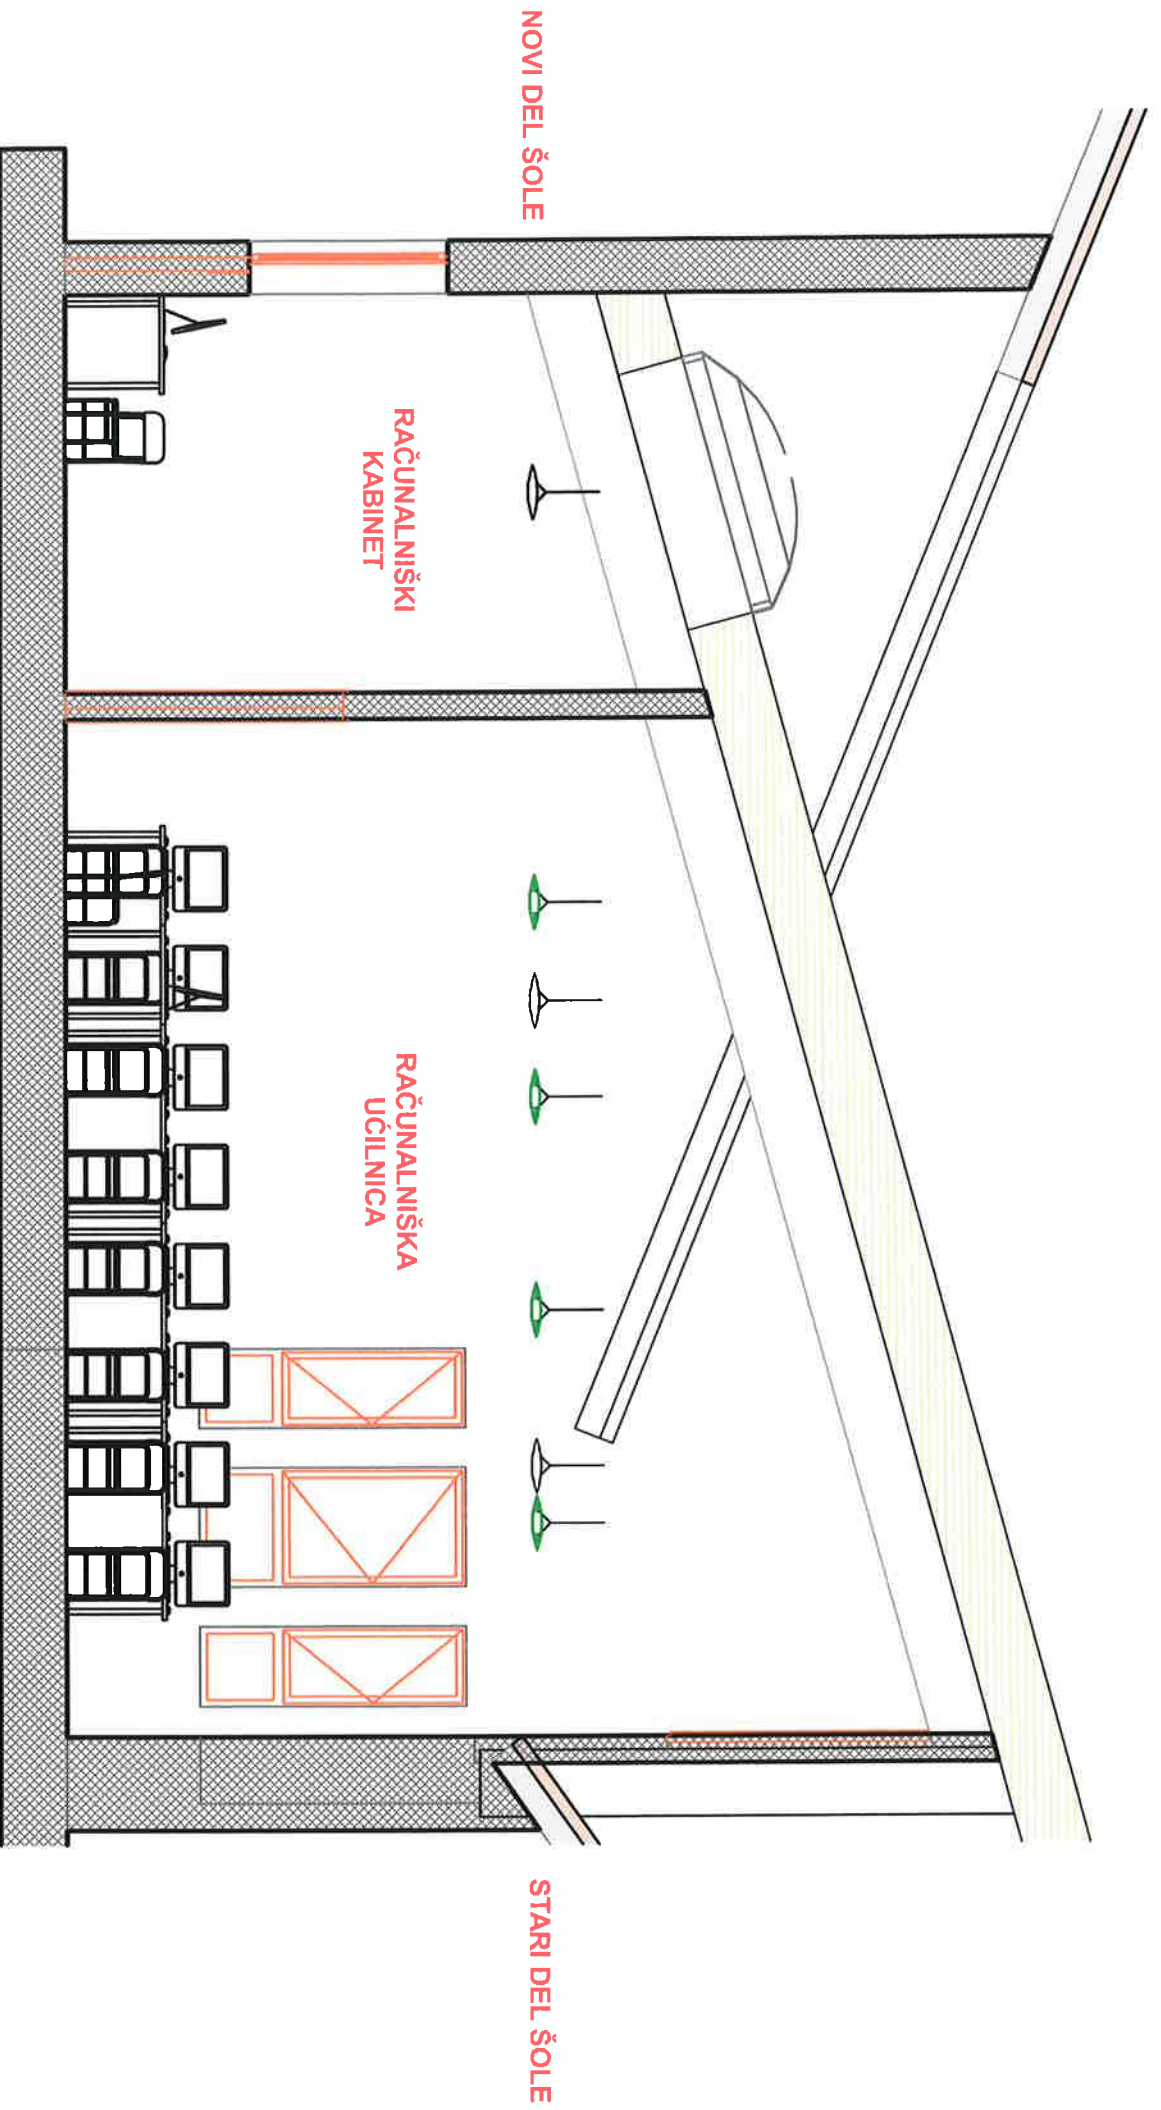 NOVI DEL ŠOLE
RAČUNALNIŠKI
KABINET
RAČUNALNIŠKA
UČILNICA
STARI DEL ŠOLE